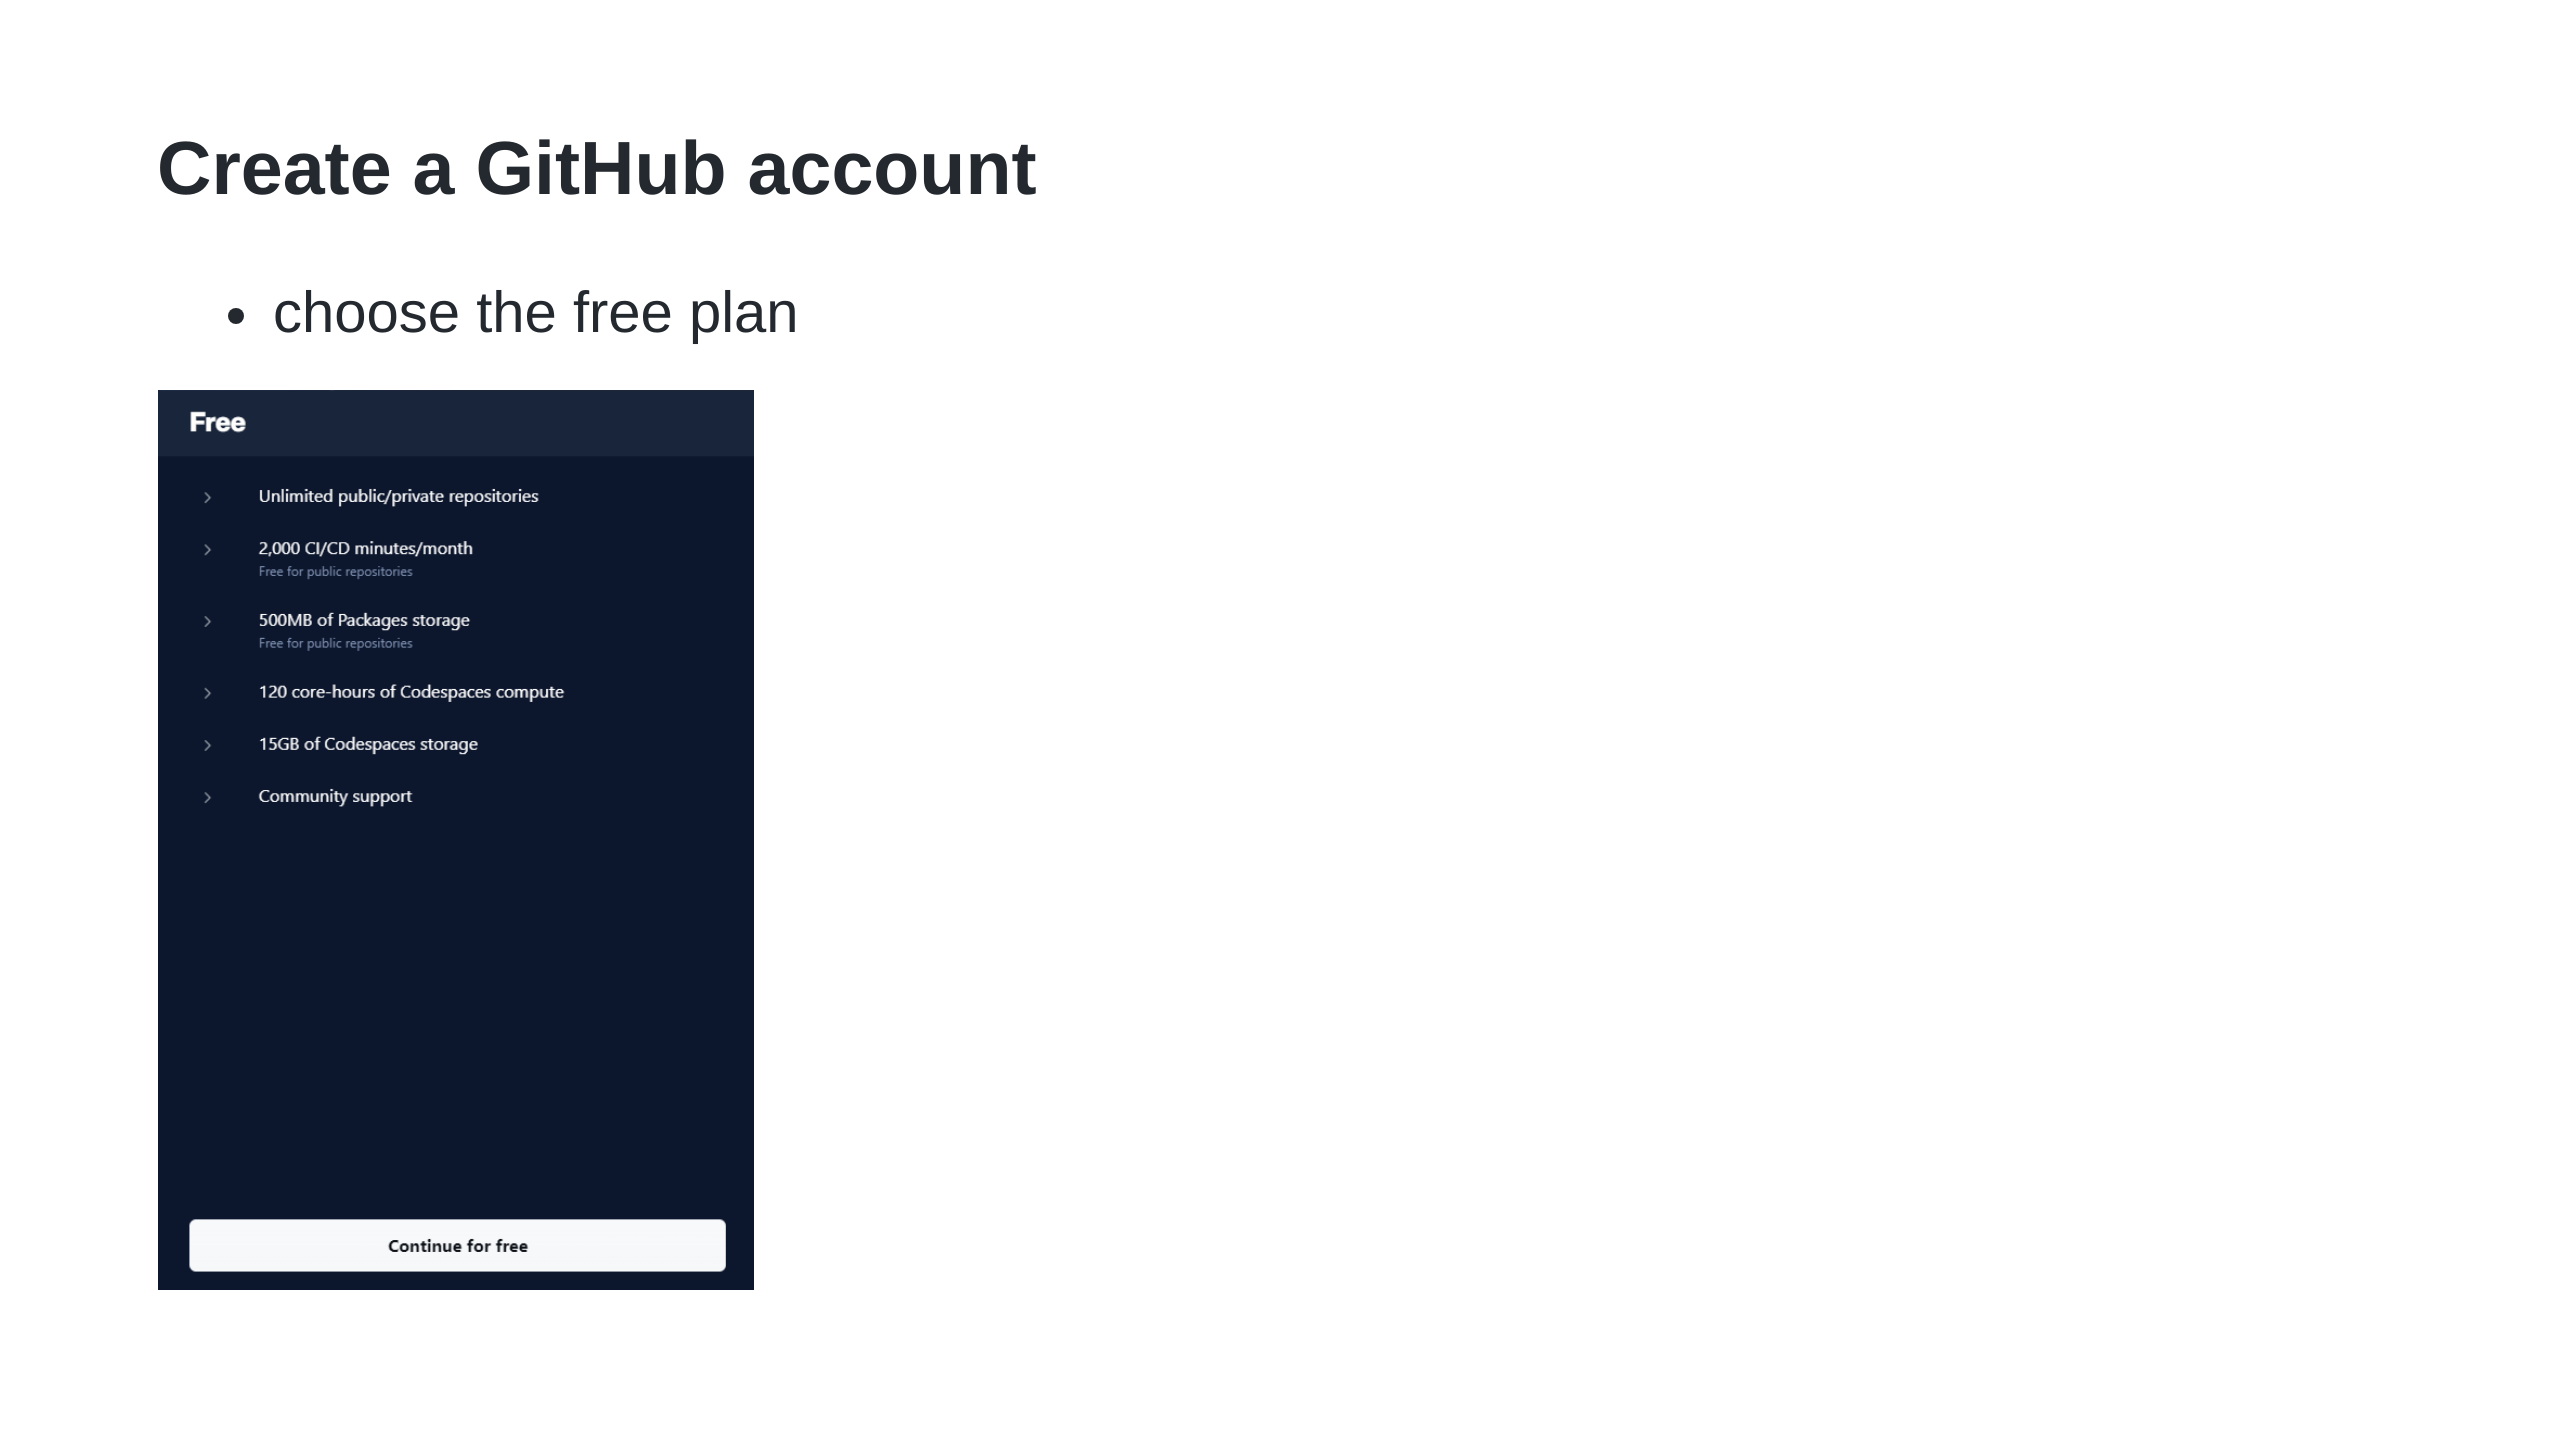 Create a GitHub account
• choose the free plan
Free
Unlimited public/private repositories
2,000 CI/CD minutes/month
Free for public repositories
500MB of Packages storage
Free for public repositories
120 core-hours of Codespaces compute
15GB of Codespaces storage
Community support
Continue for free